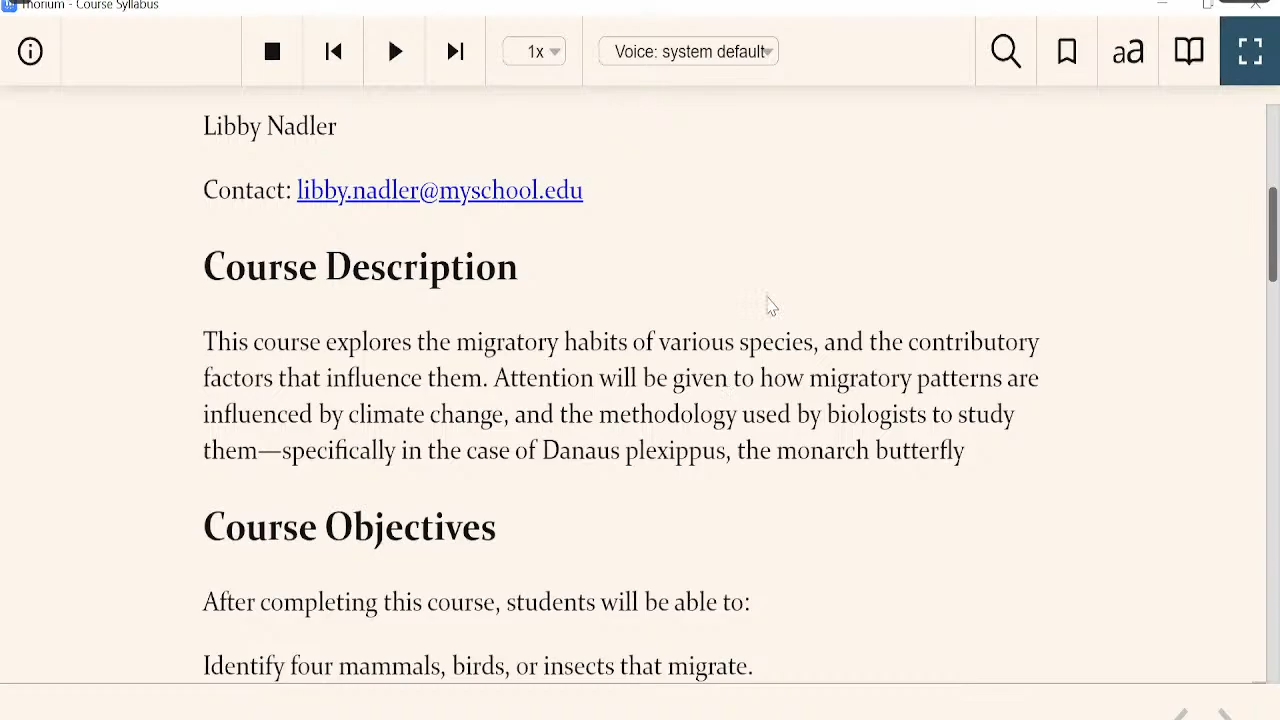 Thorium - Course Syllabus
1x
Voice: system default
aA
Libby Nadler
Contact: libby.nadler@myschool.edu
Course Description
This course explores the migratory habits of various species, and the contributory
factors that influence them. Attention will be given to how migratory patterns are
influenced by climate change, and the methodology used by biologists to study
them—specifically in the case of Danaus plexippus, the monarch butterfly
Course Objectives
After completing this course, students will be able to:
Identify four mammals, birds, or insects that migrate.